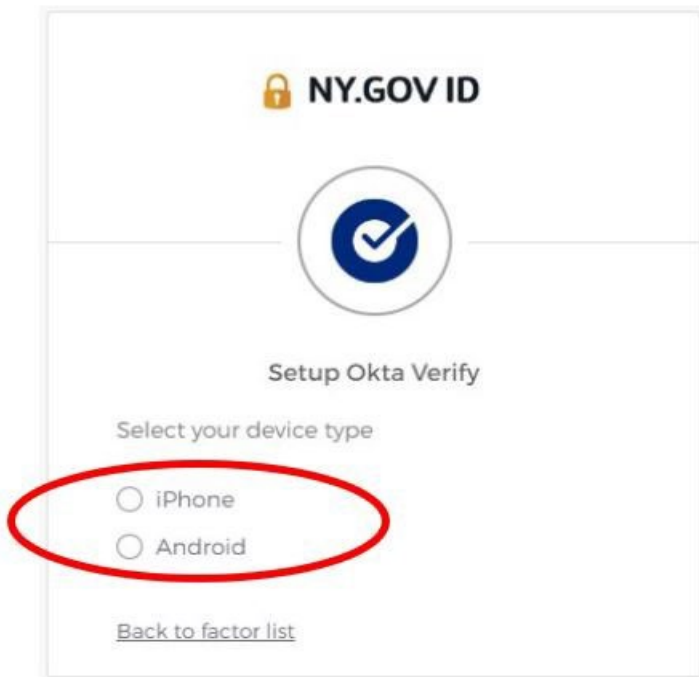 NY.GOV ID
Setup Okta Verify
Select your device type
iPhone
Android
Back to factor list